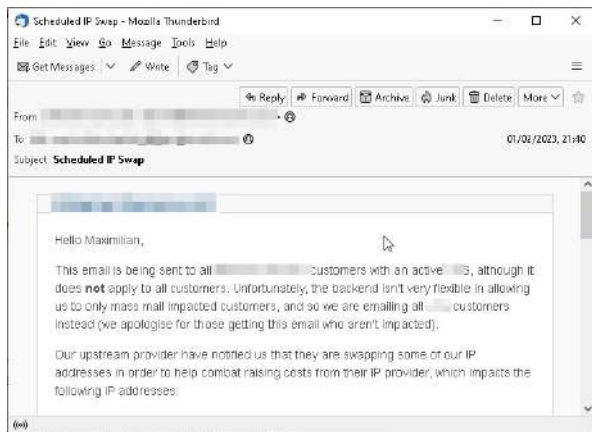 Scheduled IP Swap - Mozilla Thunderbird
File Edit View Go Message Tools Help
Get Messages Write Tag
Reply Forward Archive Junk Delete More
From
To 01/02/2023, 21:40
Subject Scheduled IP Swap
Hello Maximilian,
This email is being sent to all customers with an active S, although it
does not apply to all customers. Unfortunately, the backend isn't very flexible in allowing
us to only mass mail impacted customers, and so we are emailing all customers
instead (we apologise for those getting this email who aren't impacted).
Our upstream provider have notified us that they are swapping some of our IP
addresses in order to help combat raising costs from their IP provider, which impacts the
following IP addresses: